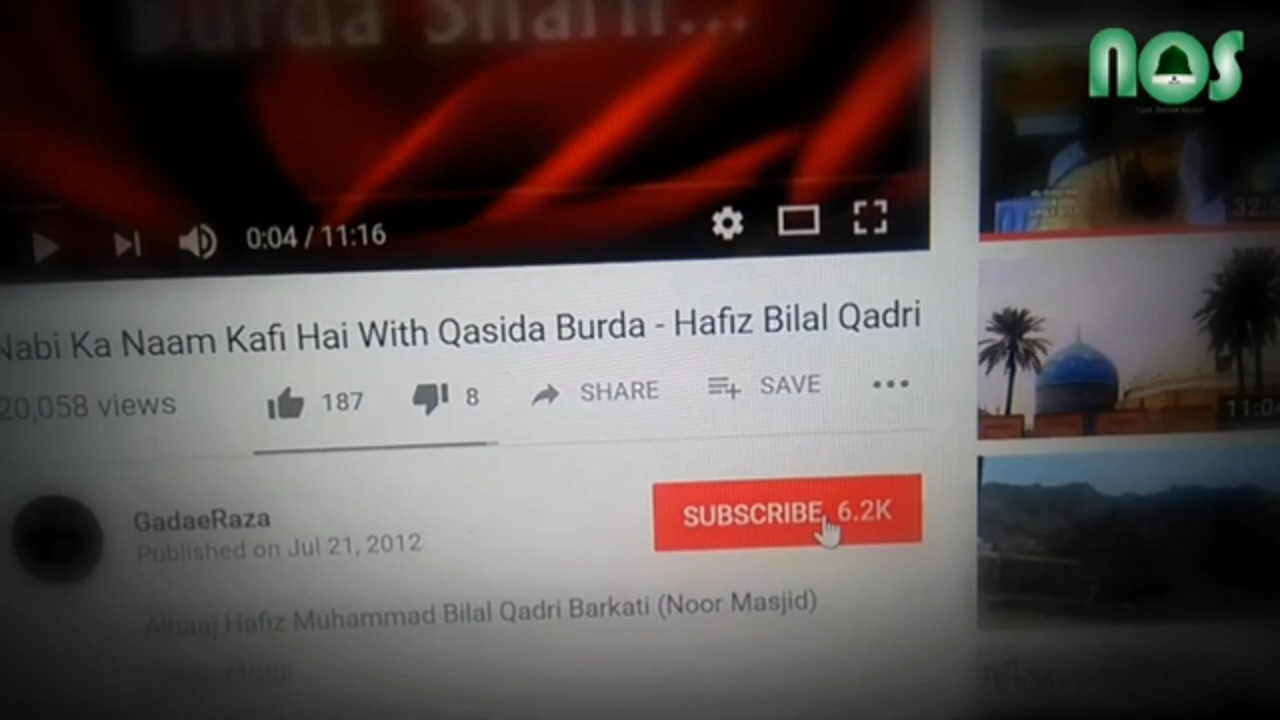 Burda Sharif...
nos
0:04 / 11:16
Nabi Ka Naam Kafi Hai With Qasida Burda - Hafiz Bilal Qadri
20,058 views
187
8
SHARE
SAVE
GadaeRaza
Published on Jul 21, 2012
SUBSCRIBE 6.2K
Alhaaj Hafiz Muhammad Bilal Qadri Barkati (Noor Masjid)